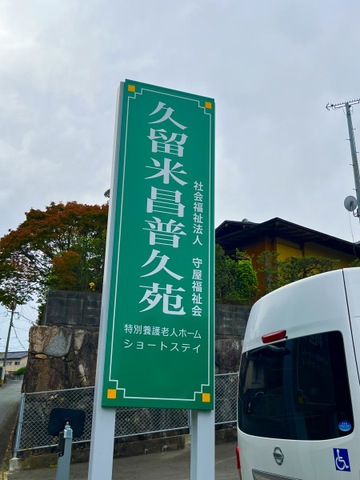 久留米昌普久苑
社会福祉法人 守屋福祉会
特別養護老人ホーム
ショートステイ